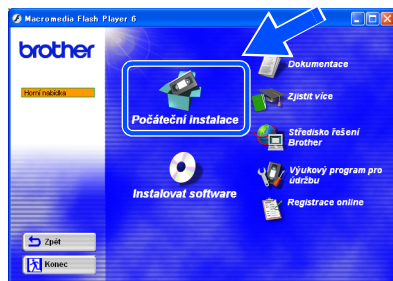 Macromedia Flash Player 6
brother
Horní nabídka
Počáteční instalace
Instalovat software
Dokumentace
Zjistit více
Středisko řešení
Brother
Výukový program pro
údržbu
Registrace online
Zpět
Konec